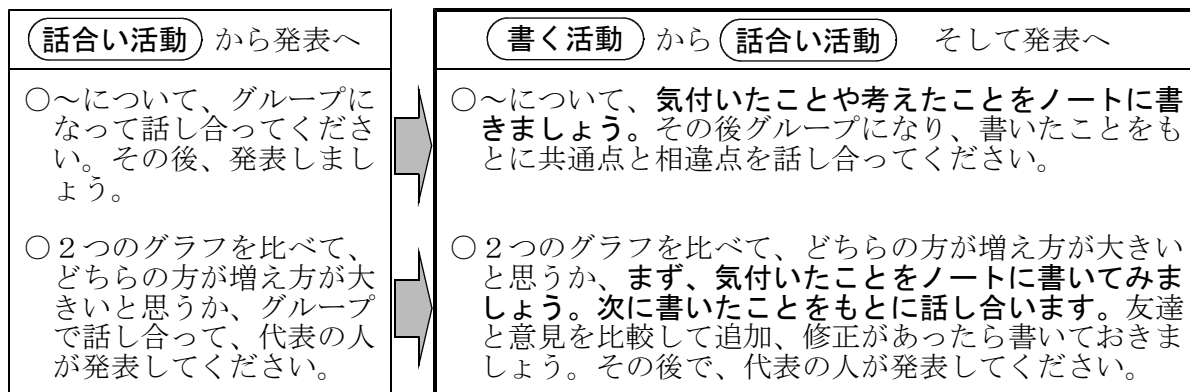 話合い活動 から発表へ
○～について、グループに
なって話し合ってくださ
い。その後、発表しまし
ょう。
○２つのグラフを比べて、
どちらの方が増え方が大
きいと思うか、グループ
で話し合って、代表の人
が発表してください。
書く活動 から 話合い活動 そして発表へ
○～について、気付いたことや考えたことをノートに書
きましょう。その後グループになり、書いたことをも
とに共通点と相違点を話し合ってください。
○２つのグラフを比べて、どちらの方が増え方が大きい
と思うか、まず、気付いたことをノートに書いてみま
しょう。次に書いたことをもとに話し合います。友達
と意見を比較して追加、修正があったら書いておきま
しょう。その後で、代表の人が発表してください。